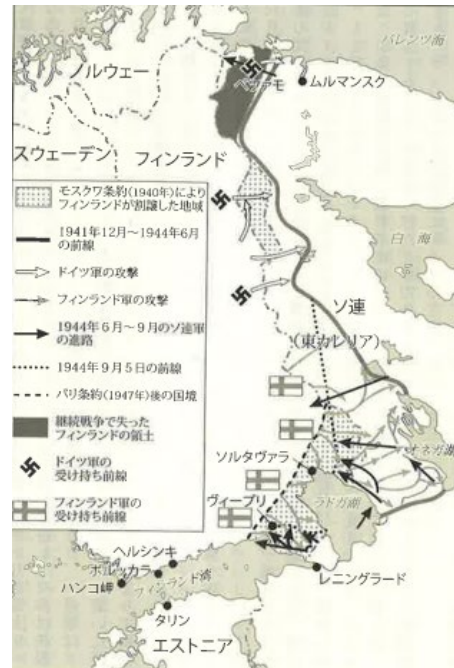 バレンツ海
ノルウェー
ペツァモ
ムルマンスク
スウェーデン
フィンランド
モスクワ条約(1940年)により
フィンランドが割譲した地域
1941年12月～1944年6月
の前線
ドイツ軍の攻撃
フィンランド軍の攻撃
1944年6月～9月のソ連軍
の進路
1944年9月5日の前線
パリ条約(1947年)後の国境
継続戦争で失った
フィンランドの領土
ドイツ軍の
受け持ち前線
フィンランド軍の
受け持ち前線
白海
ソ連
(東カレリア)
オネガ湖
ソルタヴァラ
ラドガ湖
ヴィープリ
ヘルシンキ
ポルッカラ
ハンコ岬
フィンランド湾
レニングラード
タリン
エストニア